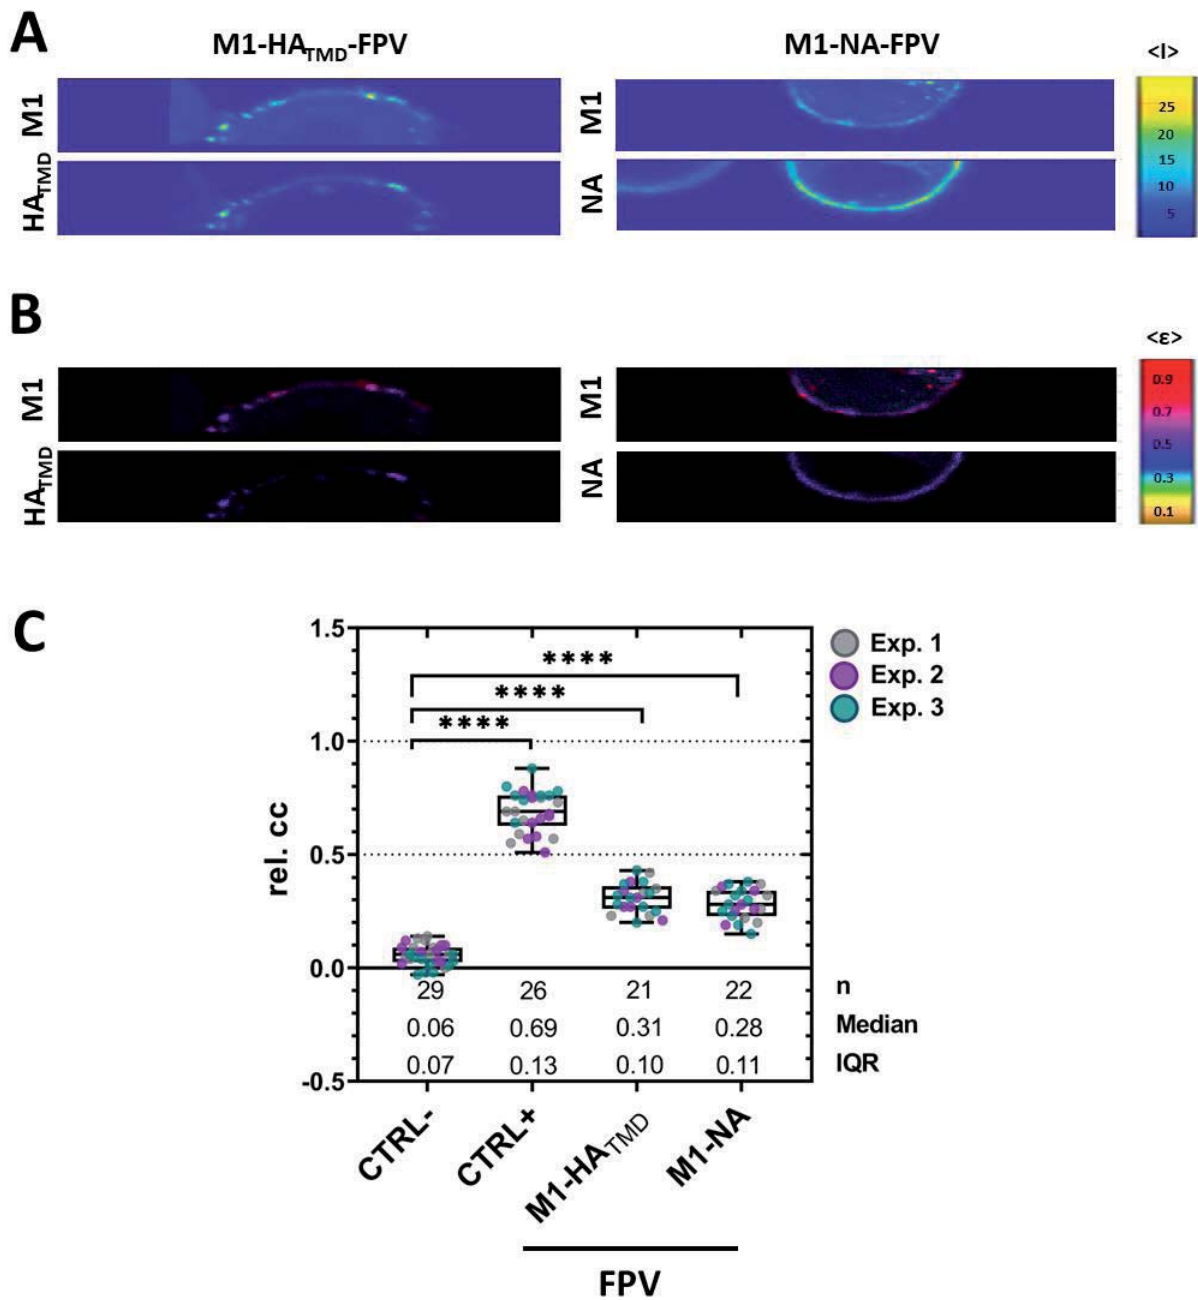 A
M1-HATMD-FPV
M1-NA-FPV
<I>
M1
M1
HATMD
NA
25
20
15
10
5
B
<ε>
M1
M1
HATMD
NA
0.9
0.7
0.5
0.3
0.1
C
1.5
1.0
0.5
0.0
-0.5
rel. cc
****
****
****
Exp. 1
Exp. 2
Exp. 3
29 26 21 22 n
0.06 0.69 0.31 0.28 Median
0.07 0.13 0.10 0.11 IQR
CTRL-
CTRL+
M1-HATMD
M1-NA
FPV